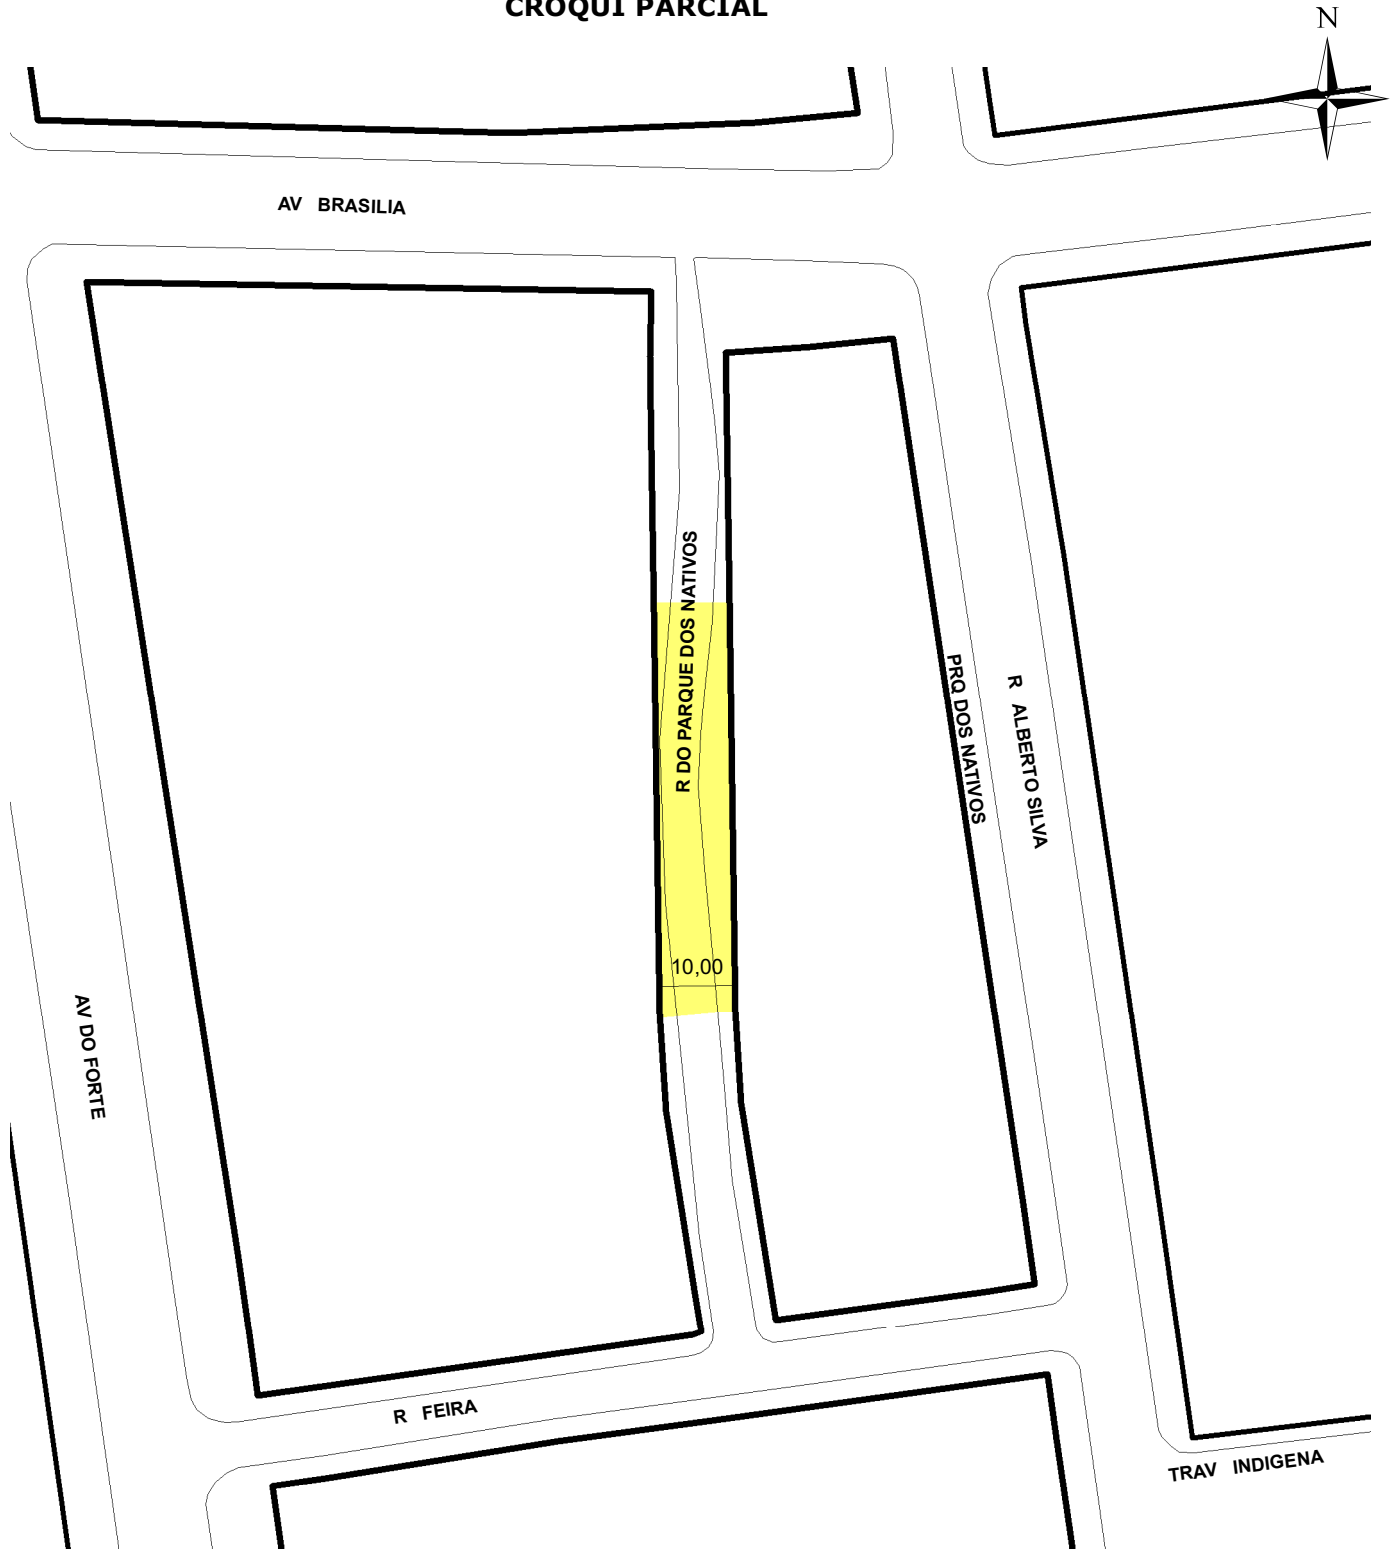 CROQUI PARCIAL
N
AV BRASILIA
R DO PARQUE DOS NATIVOS
PRQ DOS NATIVOS
R ALBERTO SILVA
10,00
AV DO FORTE
R FEIRA
TRAV INDIGENA